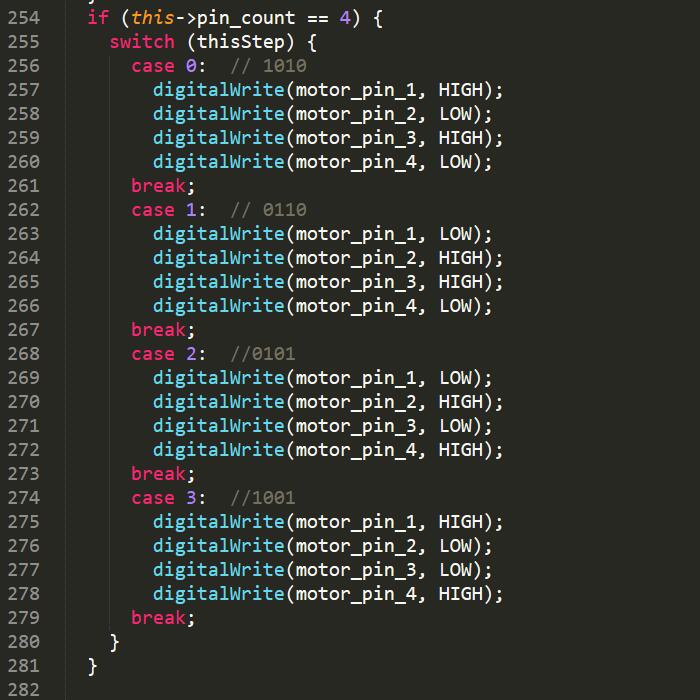 254 if (this->pin_count == 4) {
255 switch (thisStep) {
256 case 0:  // 1010
257 digitalWrite(motor_pin_1, HIGH);
258 digitalWrite(motor_pin_2, LOW);
259 digitalWrite(motor_pin_3, HIGH);
260 digitalWrite(motor_pin_4, LOW);
261 break;
262 case 1:  // 0110
263 digitalWrite(motor_pin_1, LOW);
264 digitalWrite(motor_pin_2, HIGH);
265 digitalWrite(motor_pin_3, HIGH);
266 digitalWrite(motor_pin_4, LOW);
267 break;
268 case 2:  //0101
269 digitalWrite(motor_pin_1, LOW);
270 digitalWrite(motor_pin_2, HIGH);
271 digitalWrite(motor_pin_3, LOW);
272 digitalWrite(motor_pin_4, HIGH);
273 break;
274 case 3:  //1001
275 digitalWrite(motor_pin_1, HIGH);
276 digitalWrite(motor_pin_2, LOW);
277 digitalWrite(motor_pin_3, LOW);
278 digitalWrite(motor_pin_4, HIGH);
279 break;
280 }
281 }
282